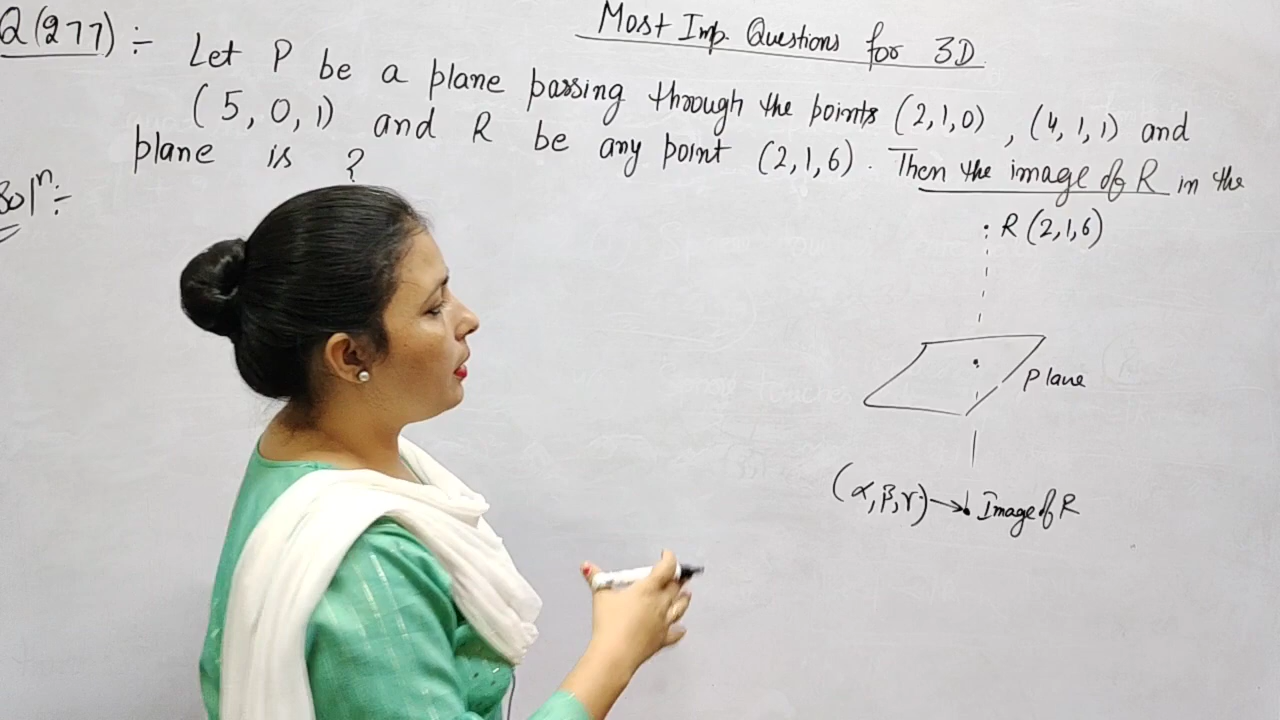 Most Imp. Questions for 3D
Q(277) :- Let P be a plane passing through the points (2,1,0), (4,1,1) and
(5,0,1) and R be any point (2,1,6). Then the image of R in the
plane is ?
Solⁿ:-
R (2,1,6)
Plane
(α,β,γ) → Image of R